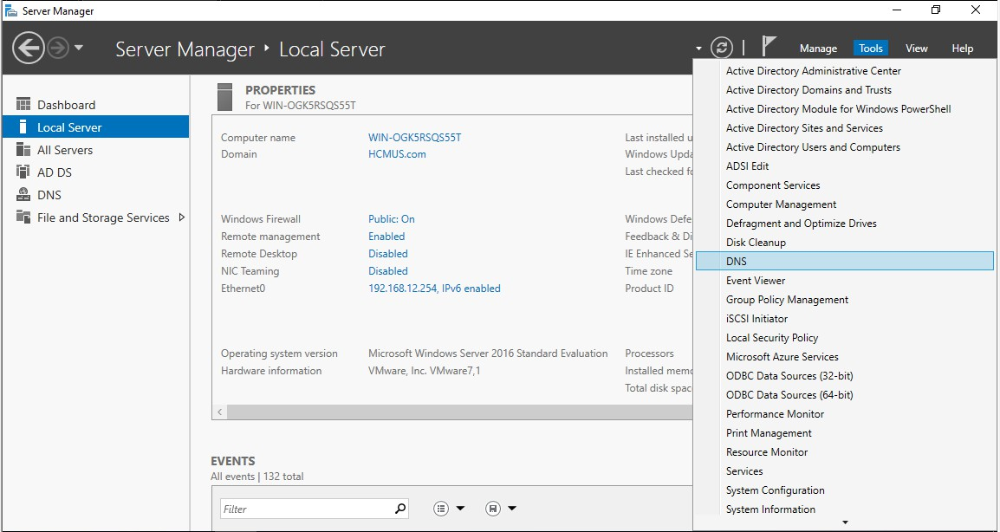 Server Manager
Server Manager ‣ Local Server
Manage Tools View Help
Dashboard
Local Server
All Servers
AD DS
DNS
File and Storage Services
PROPERTIES
For WIN-OGK5RSQS55T
Computer name WIN-OGK5RSQS55T
Domain HCMUS.com
Last installed u
Windows Upda
Last checked fo
Windows Firewall Public: On
Remote management Enabled
Remote Desktop Disabled
NIC Teaming Disabled
Ethernet0 192.168.12.254, IPv6 enabled
Windows Defe
Feedback & Di
IE Enhanced Se
Time zone
Product ID
Operating system version Microsoft Windows Server 2016 Standard Evaluation
Hardware information VMware, Inc. VMware7,1
Processors
Installed memo
Total disk spac
EVENTS
All events | 132 total
Filter
Active Directory Administrative Center
Active Directory Domains and Trusts
Active Directory Module for Windows PowerShell
Active Directory Sites and Services
Active Directory Users and Computers
ADSI Edit
Component Services
Computer Management
Defragment and Optimize Drives
Disk Cleanup
DNS
Event Viewer
Group Policy Management
iSCSI Initiator
Local Security Policy
Microsoft Azure Services
ODBC Data Sources (32-bit)
ODBC Data Sources (64-bit)
Performance Monitor
Print Management
Resource Monitor
Services
System Configuration
System Information